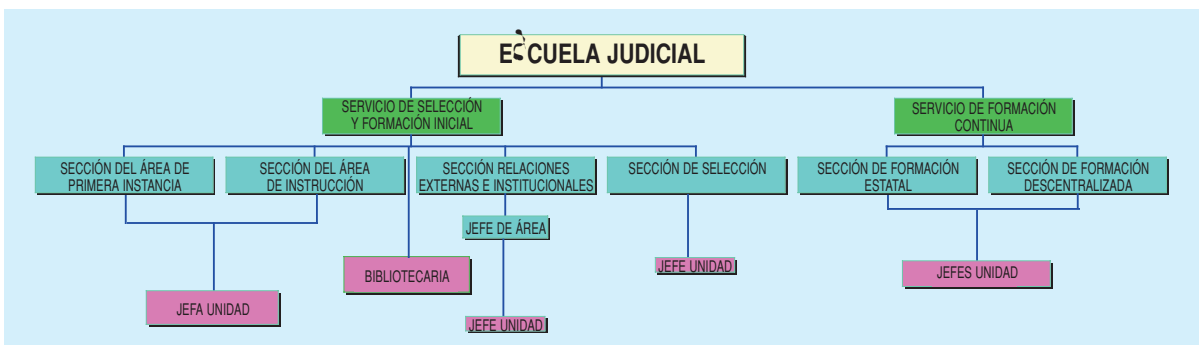 ESCUELA JUDICIAL
SERVICIO DE SELECCIÓN
Y FORMACIÓN INICIAL
SERVICIO DE FORMACIÓN
CONTINUA
SECCIÓN DEL ÁREA DE
PRIMERA INSTANCIA
SECCIÓN DEL ÁREA
DE INSTRUCCIÓN
SECCIÓN RELACIONES
EXTERNAS E INSTITUCIONALES
SECCIÓN DE SELECCIÓN
SECCIÓN DE FORMACIÓN
ESTATAL
SECCIÓN DE FORMACIÓN
DESCENTRALIZADA
JEFE DE ÁREA
BIBLIOTECARIA
JEFE UNIDAD
JEFES UNIDAD
JEFA UNIDAD
JEFE UNIDAD